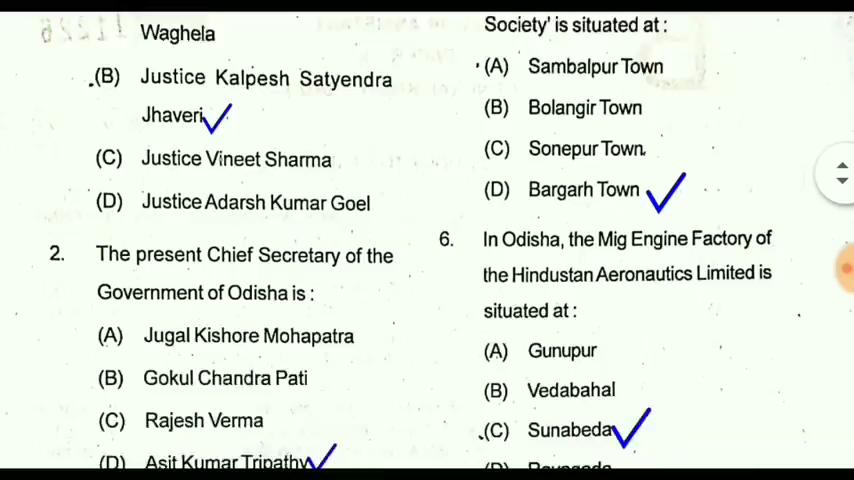 Waghela
(B) Justice Kalpesh Satyendra
Jhaveri
(C) Justice Vineet Sharma
(D) Justice Adarsh Kumar Goel
2. The present Chief Secretary of the
Government of Odisha is :
(A) Jugal Kishore Mohapatra
(B) Gokul Chandra Pati
(C) Rajesh Verma
(D) Asit Kumar Tripathy
Society' is situated at :
(A) Sambalpur Town
(B) Bolangir Town
(C) Sonepur Town
(D) Bargarh Town
6. In Odisha, the Mig Engine Factory of
the Hindustan Aeronautics Limited is
situated at :
(A) Gunupur
(B) Vedabahal
(C) Sunabeda
(D) Rayagada